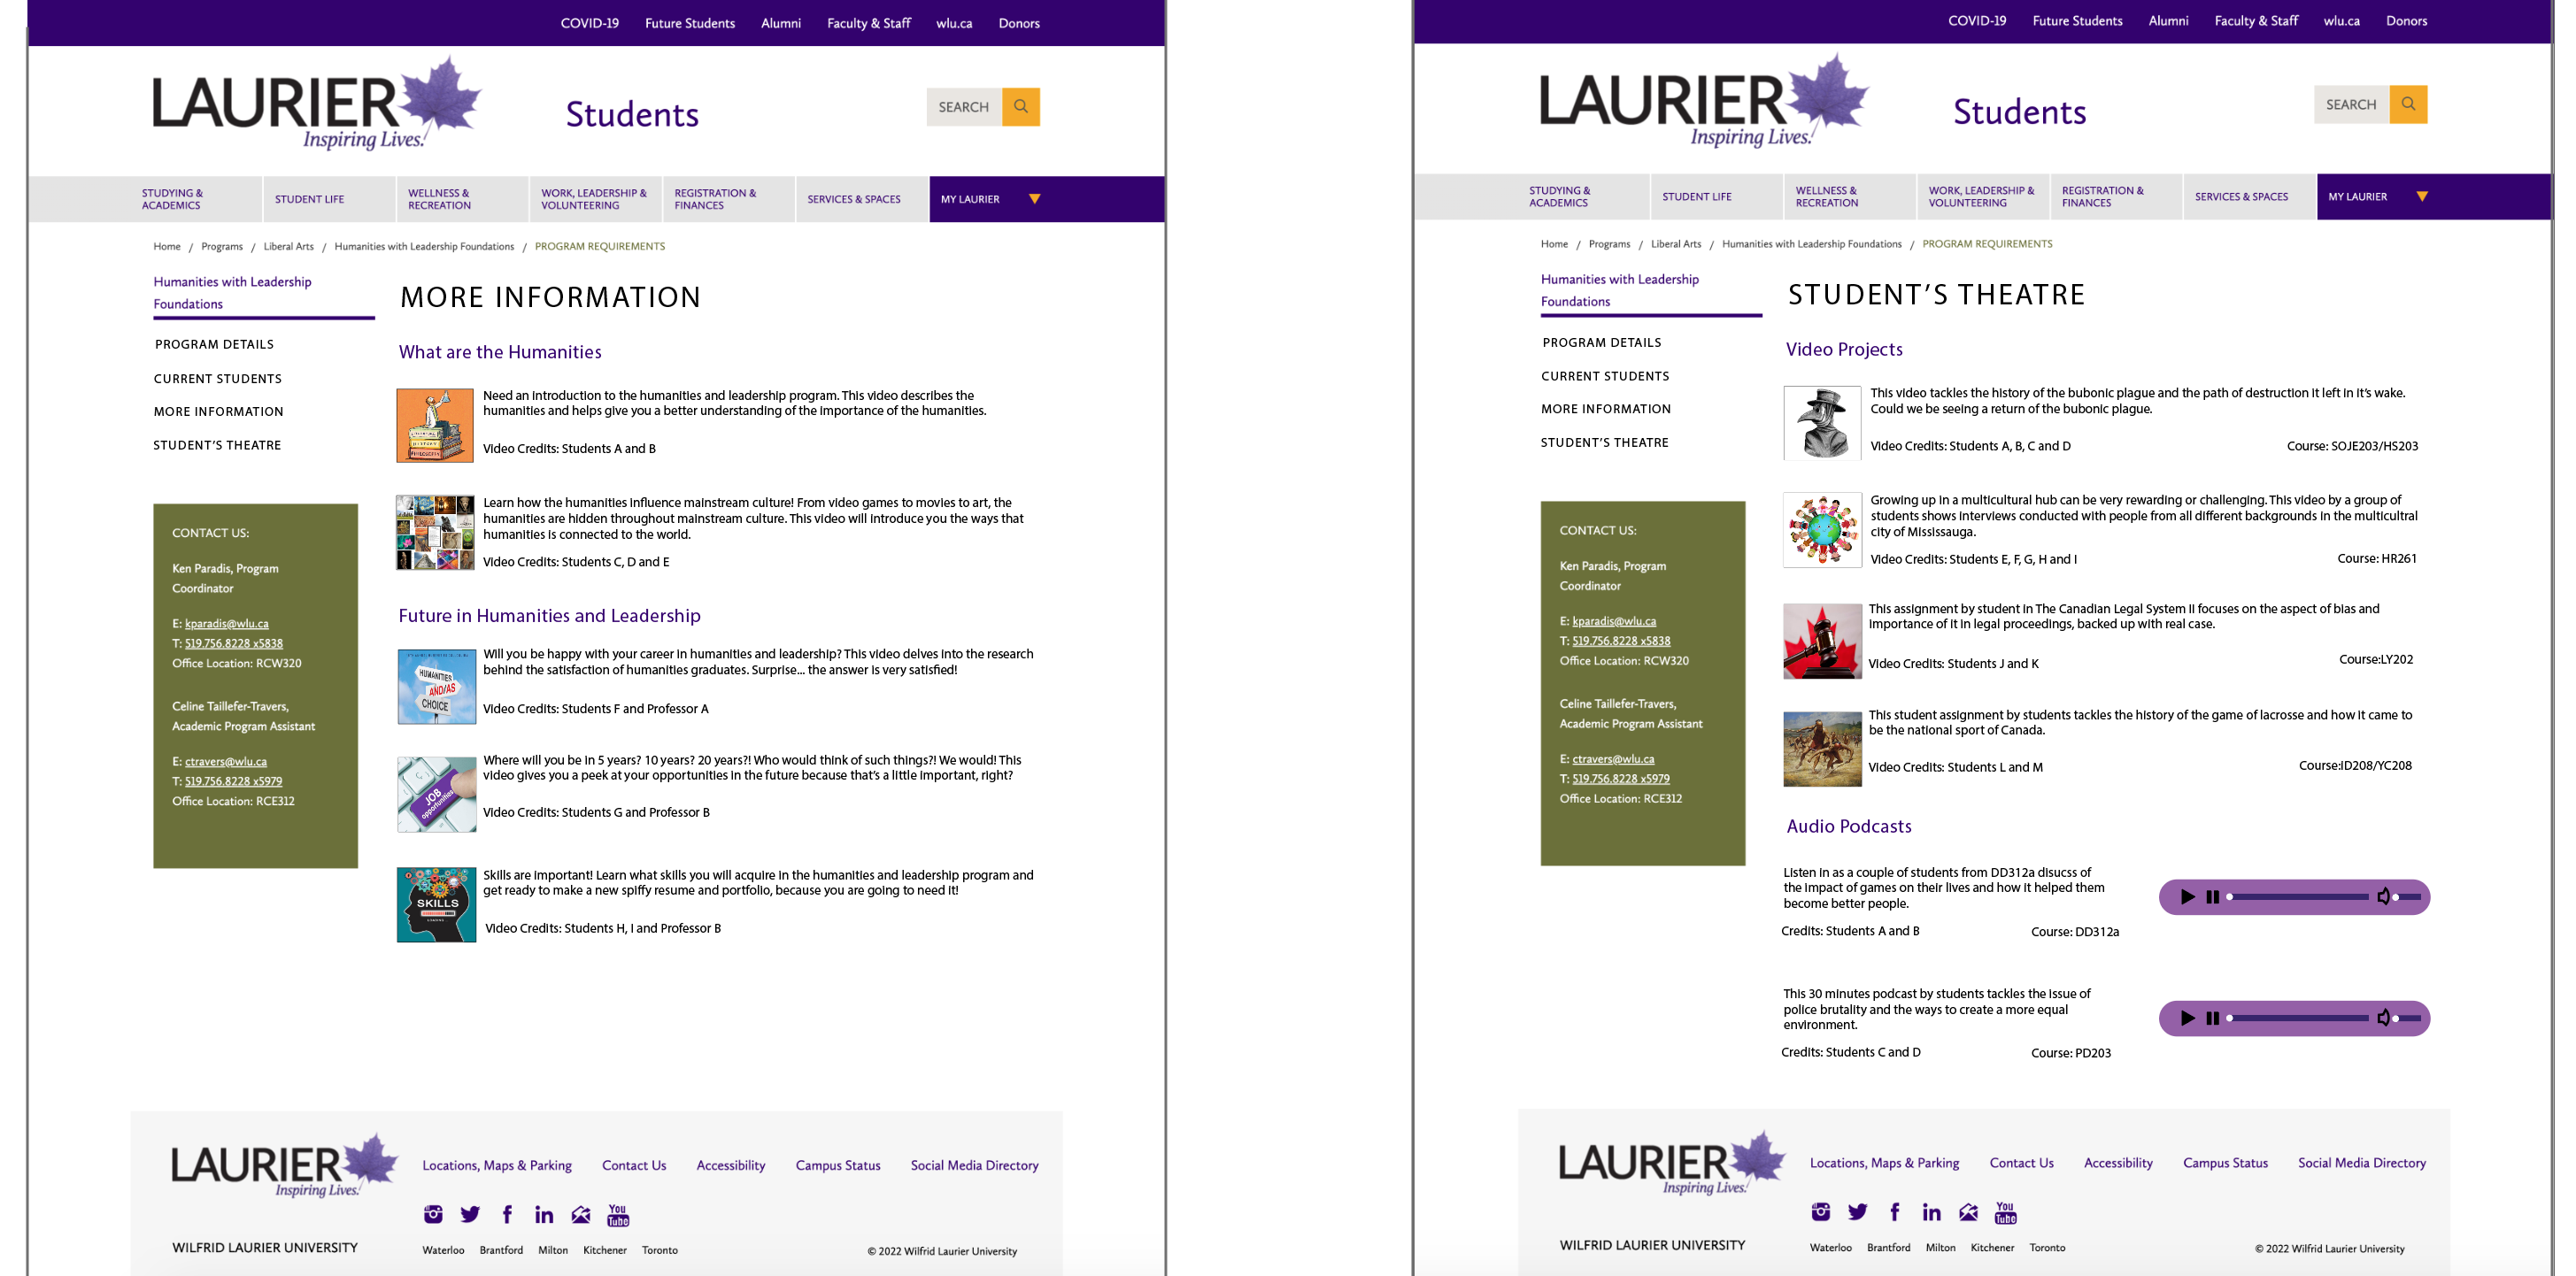 COVID-19 Future Students Alumni Faculty & Staff wlu.ca Donors
LAURIER
Inspiring Lives.
Students
SEARCH
STUDYING &
ACADEMICS
STUDENT LIFE
WELLNESS &
RECREATION
WORK, LEADERSHIP &
VOLUNTEERING
REGISTRATION &
FINANCES
SERVICES & SPACES
MY LAURIER
Home / Programs / Liberal Arts / Humanities with Leadership Foundations / PROGRAM REQUIREMENTS
Humanities with Leadership
Foundations
PROGRAM DETAILS
CURRENT STUDENTS
MORE INFORMATION
STUDENT'S THEATRE
CONTACT US:
Ken Paradis, Program
Coordinator
E: kparadis@wlu.ca
T: 519.756.8228 x5838
Office Location: RCW320
Celine Taillefer-Travers,
Academic Program Assistant
E: ctravers@wlu.ca
T: 519.756.8228 x5979
Office Location: RCE312
MORE INFORMATION
What are the Humanities
Need an introduction to the humanities and leadership program. This video describes the
humanities and helps give you a better understanding of the importance of the humanities.
Video Credits: Students A and B
Learn how the humanities influence mainstream culture! From video games to movies to art, the
humanities are hidden throughout mainstream culture. This video will introduce you the ways that
humanities is connected to the world.
Video Credits: Students C, D and E
Future in Humanities and Leadership
HUMANITIES
AND/AS
CHOICE
Will you be happy with your career in humanities and leadership? This video delves into the research
behind the satisfaction of humanities graduates. Surprise... the answer is very satisfied!
Video Credits: Students F and Professor A
JOB
opportunities
Where will you be in 5 years? 10 years? 20 years?! Who would think of such things?! We would! This
video gives you a peek at your opportunities in the future because that's a little important, right?
Video Credits: Students G and Professor B
SKILLS
Skills are important! Learn what skills you will acquire in the humanities and leadership program and
get ready to make a new spiffy resume and portfolio, because you are going to need it!
Video Credits: Students H, I and Professor B
LAURIER
Inspiring Lives.
Locations, Maps & Parking Contact Us Accessibility Campus Status Social Media Directory
You
Tube
WILFRID LAURIER UNIVERSITY
Waterloo Brantford Milton Kitchener Toronto
© 2022 Wilfrid Laurier University
COVID-19 Future Students Alumni Faculty & Staff wlu.ca Donors
LAURIER
Inspiring Lives.
Students
SEARCH
STUDYING &
ACADEMICS
STUDENT LIFE
WELLNESS &
RECREATION
WORK, LEADERSHIP &
VOLUNTEERING
REGISTRATION &
FINANCES
SERVICES & SPACES
MY LAURIER
Home / Programs / Liberal Arts / Humanities with Leadership Foundations / PROGRAM REQUIREMENTS
Humanities with Leadership
Foundations
PROGRAM DETAILS
CURRENT STUDENTS
MORE INFORMATION
STUDENT'S THEATRE
CONTACT US:
Ken Paradis, Program
Coordinator
E: kparadis@wlu.ca
T: 519.756.8228 x5838
Office Location: RCW320
Celine Taillefer-Travers,
Academic Program Assistant
E: ctravers@wlu.ca
T: 519.756.8228 x5979
Office Location: RCE312
STUDENT'S THEATRE
Video Projects
This video tackles the history of the bubonic plague and the path of destruction it left in it's wake.
Could we be seeing a return of the bubonic plague.
Video Credits: Students A, B, C and D Course: SOJE203/HS203
Growing up in a multicultural hub can be very rewarding or challenging. This video by a group of
students shows interviews conducted with people from all different backgrounds in the multicultral
city of Mississauga.
Video Credits: Students E, F, G, H and I Course: HR261
This assignment by student in The Canadian Legal System II focuses on the aspect of bias and
importance of it in legal proceedings, backed up with real case.
Video Credits: Students J and K Course:LY202
This student assignment by students tackles the history of the game of lacrosse and how it came to
be the national sport of Canada.
Video Credits: Students L and M Course:ID208/YC208
Audio Podcasts
Listen in as a couple of students from DD312a disucss of
the impact of games on their lives and how it helped them
become better people.
Credits: Students A and B Course: DD312a
This 30 minutes podcast by students tackles the issue of
police brutality and the ways to create a more equal
environment.
Credits: Students C and D Course: PD203
LAURIER
Inspiring Lives.
Locations, Maps & Parking Contact Us Accessibility Campus Status Social Media Directory
You
Tube
WILFRID LAURIER UNIVERSITY
Waterloo Brantford Milton Kitchener Toronto
© 2022 Wilfrid Laurier University